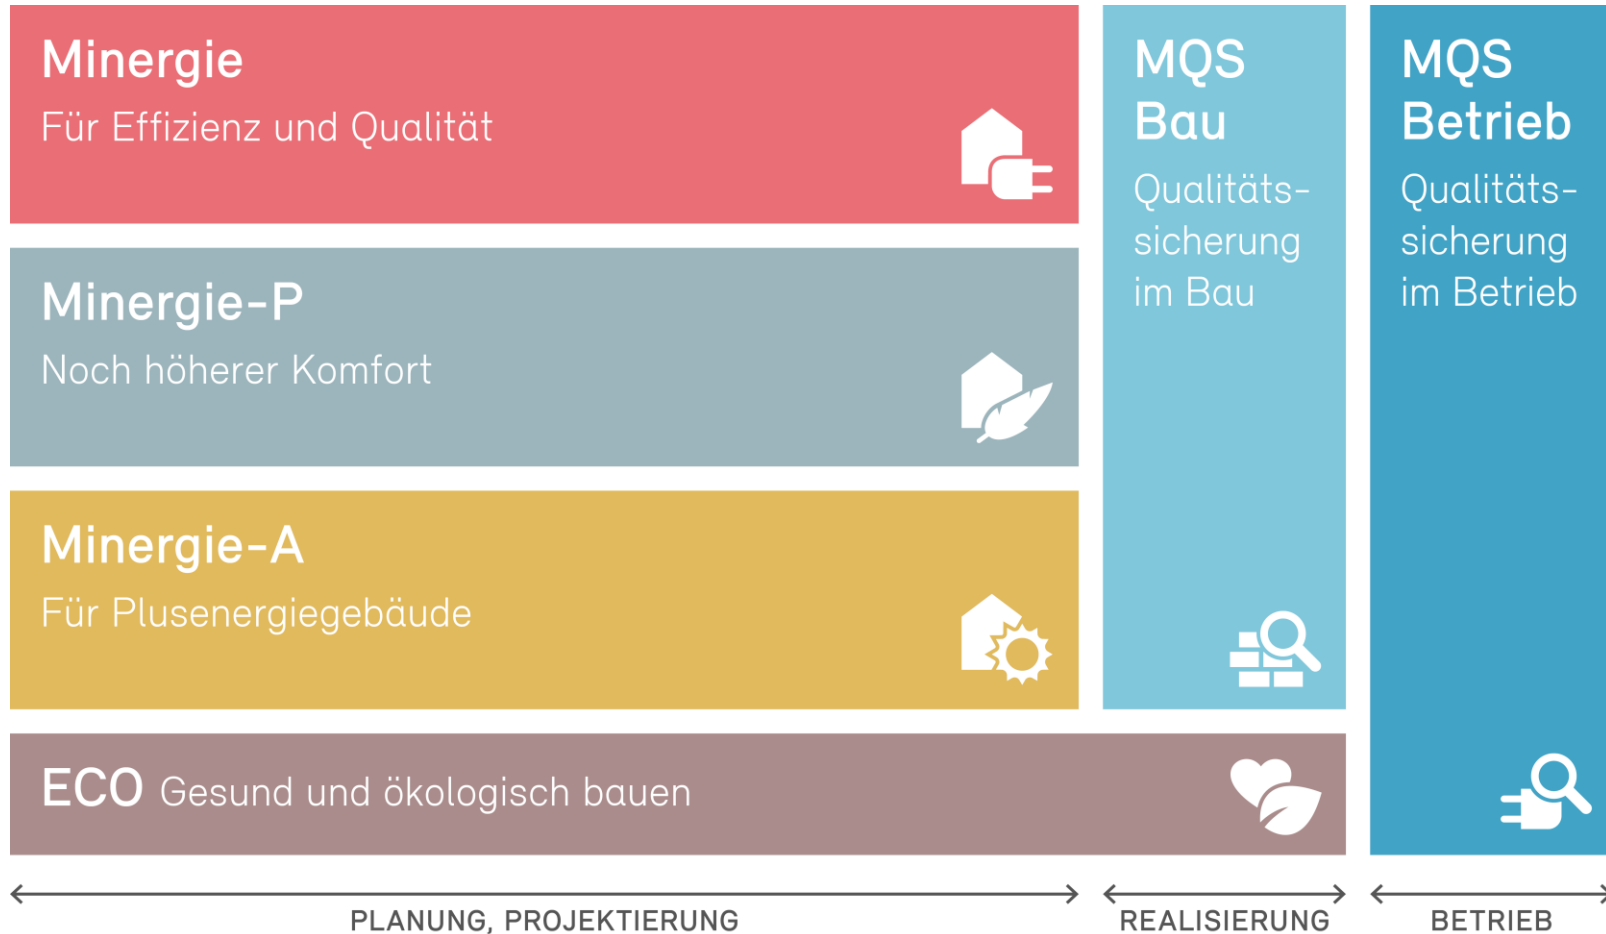 Minergie
Für Effizienz und Qualität
Minergie-P
Noch höherer Komfort
Minergie-A
Für Plusenergiegebäude
ECO Gesund und ökologisch bauen
MQS
Bau
Qualitäts-
sicherung
im Bau
MQS
Betrieb
Qualitäts-
sicherung
im Betrieb
PLANUNG, PROJEKTIERUNG
REALISIERUNG
BETRIEB